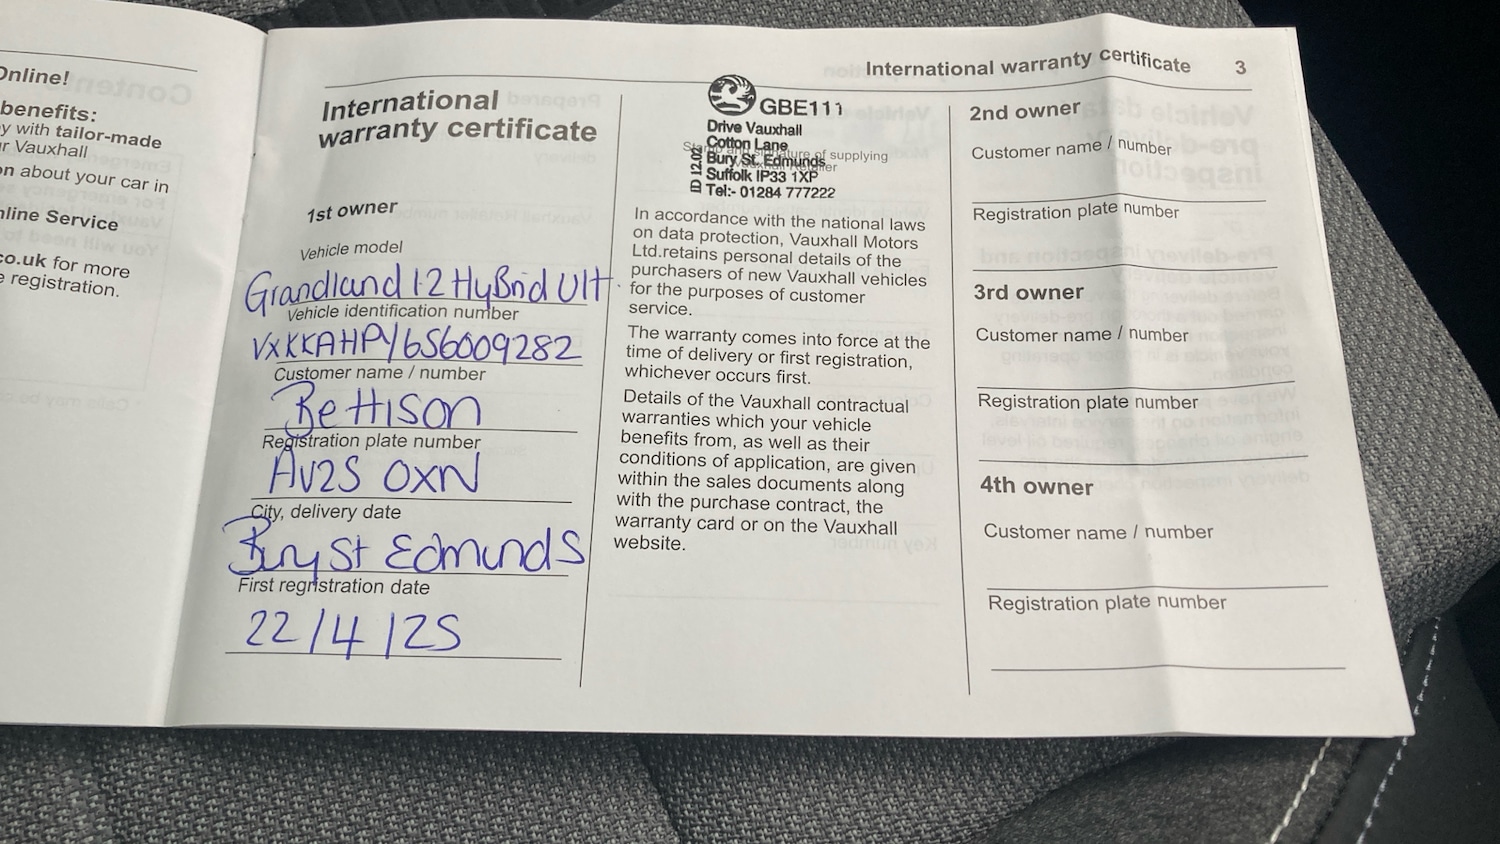 Online!
benefits:
y with tailor-made
r Vauxhall
on about your car in
nline Service
co.uk for more
e registration.
International warranty certificate 3
International
warranty certificate
1st owner
Vehicle model
Grandland 1.2 HyBrid Ult.
Vehicle identification number
VXKKAHPY6S6009282
Customer name / number
Bettison
Registration plate number
AV25 OXN
City, delivery date
Bury St Edmunds
First registration date
22/4/25
GBE111
Drive Vauxhall
Cotton Lane
Stamp and signature of supplying
Bury St. Edmunds
Suffolk IP33 1XP
Tel:- 01284 777222
In accordance with the national laws
on data protection, Vauxhall Motors
Ltd.retains personal details of the
purchasers of new Vauxhall vehicles
for the purposes of customer
service.
The warranty comes into force at the
time of delivery or first registration,
whichever occurs first.
Details of the Vauxhall contractual
warranties which your vehicle
benefits from, as well as their
conditions of application, are given
within the sales documents along
with the purchase contract, the
warranty card or on the Vauxhall
website.
2nd owner
Customer name / number
Registration plate number
3rd owner
Customer name / number
Registration plate number
4th owner
Customer name / number
Registration plate number